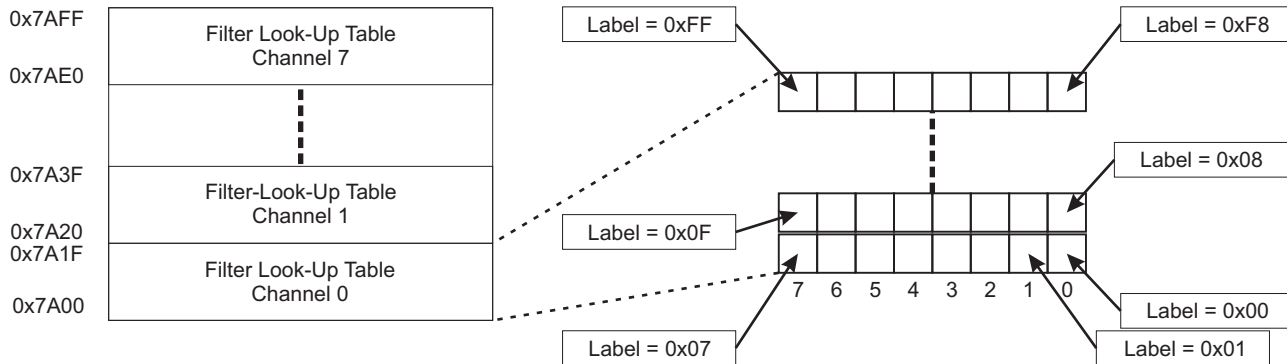 0x7AFF
Filter Look-Up Table
Channel 7
0x7AE0
0x7A3F
Filter-Look-Up Table
Channel 1
0x7A20
0x7A1F
Filter Look-Up Table
Channel 0
0x7A00
Label = 0xFF
Label = 0xF8
Label = 0x08
Label = 0x0F
7 6 5 4 3 2 1 0
Label = 0x00
Label = 0x07
Label = 0x01